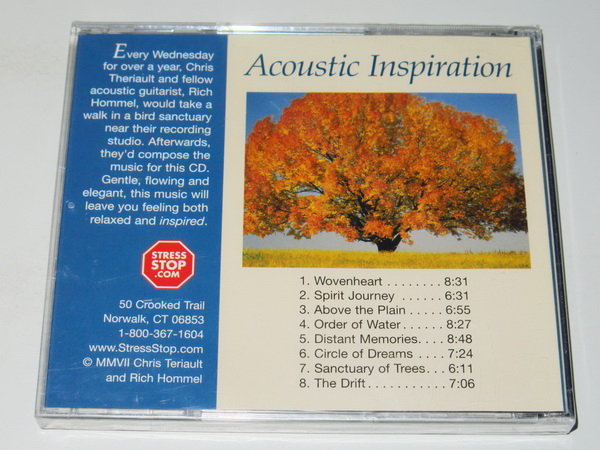 Every Wednesday
for over a year, Chris
Theriault and fellow
acoustic guitarist, Rich
Hommel, would take a
walk in a bird sanctuary
near their recording
studio. Afterwards,
they'd compose the
music for this CD.
Gentle, flowing and
elegant, this music will
leave you feeling both
relaxed and inspired.
STRESS
STOP
.COM
50 Crooked Trail
Norwalk, CT 06853
1-800-367-1604
www.StressStop.com
© MMVII Chris Teriault
and Rich Hommel
Acoustic Inspiration
1. Wovenheart . . . . . . . . 8:31
2. Spirit Journey . . . . . . 6:31
3. Above the Plain . . . . . 6:55
4. Order of Water . . . . . . 8:27
5. Distant Memories. . . . 8:48
6. Circle of Dreams . . . . 7:24
7. Sanctuary of Trees. . . 6:11
8. The Drift. . . . . . . . . . . 7:06